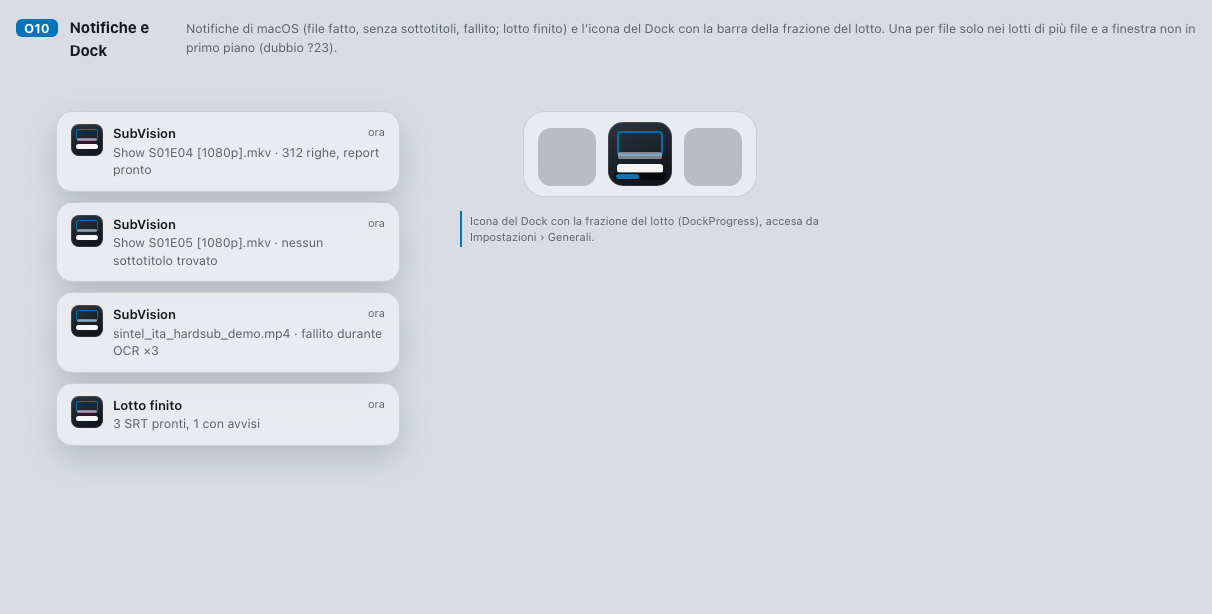 O10
Notifiche e
Dock
Notifiche di macOS (file fatto, senza sottotitoli, fallito; lotto finito) e l’icona del Dock con la barra della frazione del lotto. Una per file solo nei lotti di più file e a finestra non in
primo piano (dubbio ?23).
SubVision
ora
Show S01E04 [1080p].mkv · 312 righe, report
pronto
SubVision
ora
Show S01E05 [1080p].mkv · nessun
sottotitolo trovato
SubVision
ora
sintel_ita_hardsub_demo.mp4 · fallito durante
OCR ×3
Lotto finito
ora
3 SRT pronti, 1 con avvisi
Icona del Dock con la frazione del lotto (DockProgress), accesa da
Impostazioni › Generali.